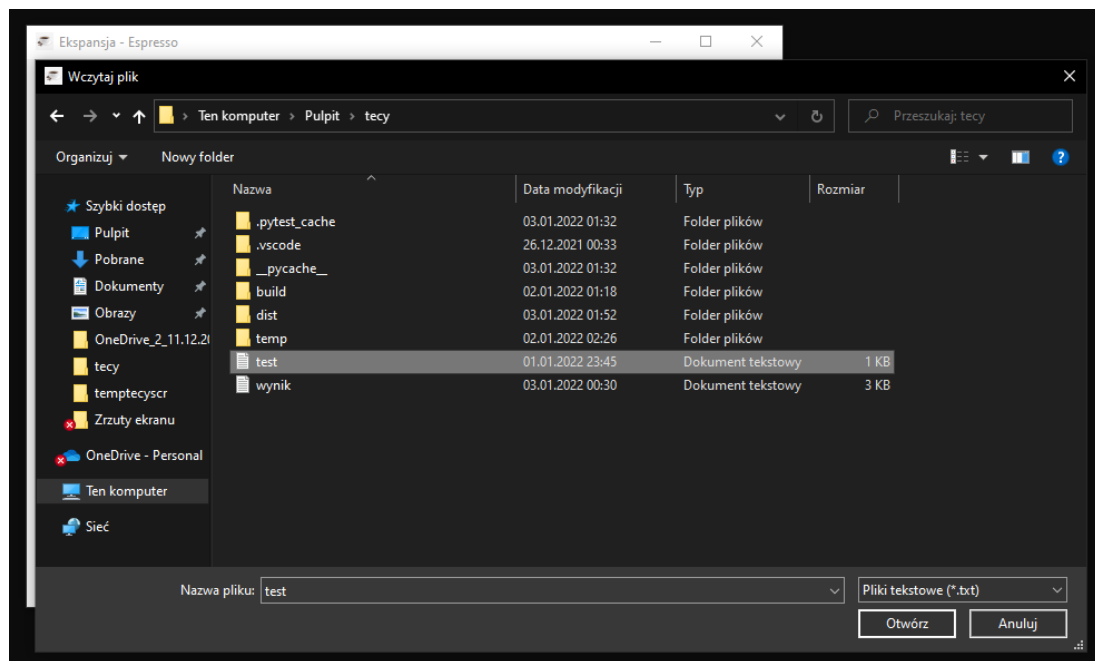 Ekspansja - Espresso
Wczytaj plik
Ten komputer > Pulpit > tecy
Przeszukaj: tecy
Organizuj Nowy folder
Nazwa Data modyfikacji Typ Rozmiar
Szybki dostęp
Pulpit
Pobrane
Dokumenty
Obrazy
OneDrive_2_11.12.20
tecy
temptecyscr
Zrzuty ekranu
OneDrive - Personal
Ten komputer
Sieć
.pytest_cache 03.01.2022 01:32 Folder plików
.vscode 26.12.2021 00:33 Folder plików
__pycache__ 03.01.2022 01:32 Folder plików
build 02.01.2022 01:18 Folder plików
dist 03.01.2022 01:52 Folder plików
temp 02.01.2022 02:26 Folder plików
test 01.01.2022 23:45 Dokument tekstowy 1 KB
wynik 03.01.2022 00:30 Dokument tekstowy 3 KB
Nazwa pliku: test Pliki tekstowe (*.txt)
Otwórz Anuluj